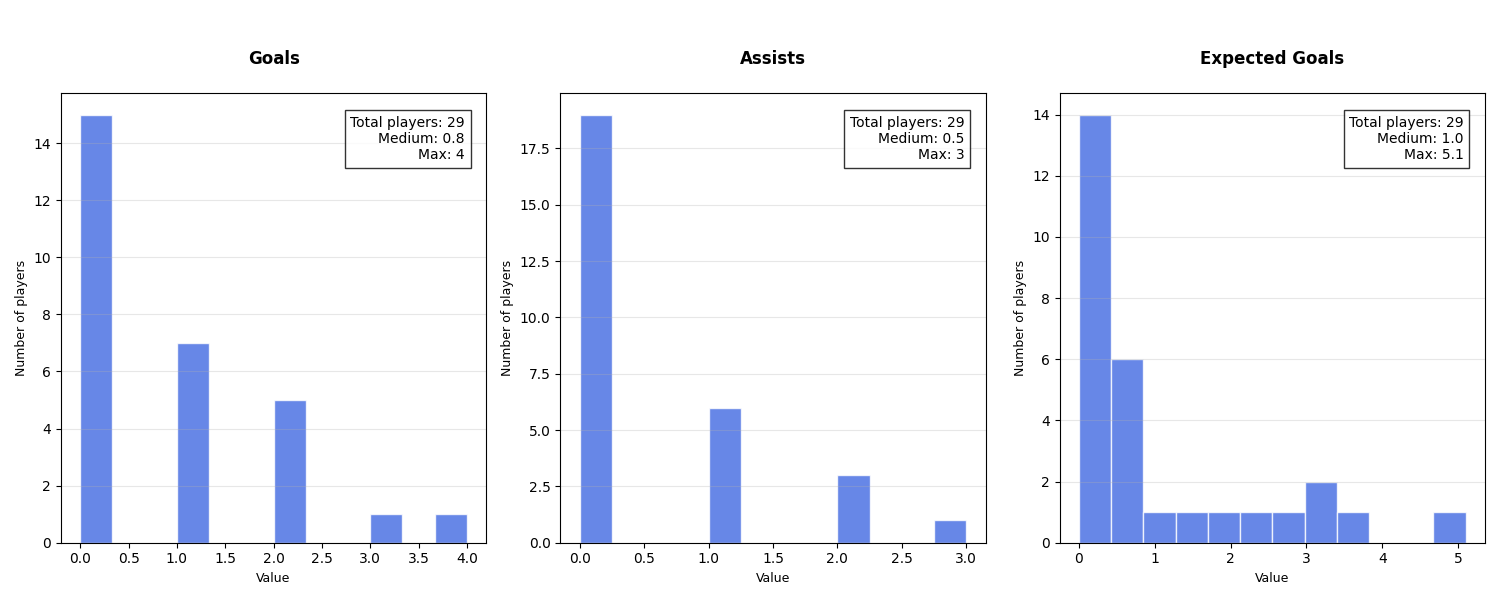 Goals
Total players: 29
Medium: 0.8
Max: 4
14
12
10
8
6
4
2
0
Number of players
0.0 0.5 1.0 1.5 2.0 2.5 3.0 3.5 4.0
Value
Assists
Total players: 29
Medium: 0.5
Max: 3
17.5
15.0
12.5
10.0
7.5
5.0
2.5
0.0
Number of players
0.0 0.5 1.0 1.5 2.0 2.5 3.0
Value
Expected Goals
Total players: 29
Medium: 1.0
Max: 5.1
14
12
10
8
6
4
2
0
Number of players
0 1 2 3 4 5
Value